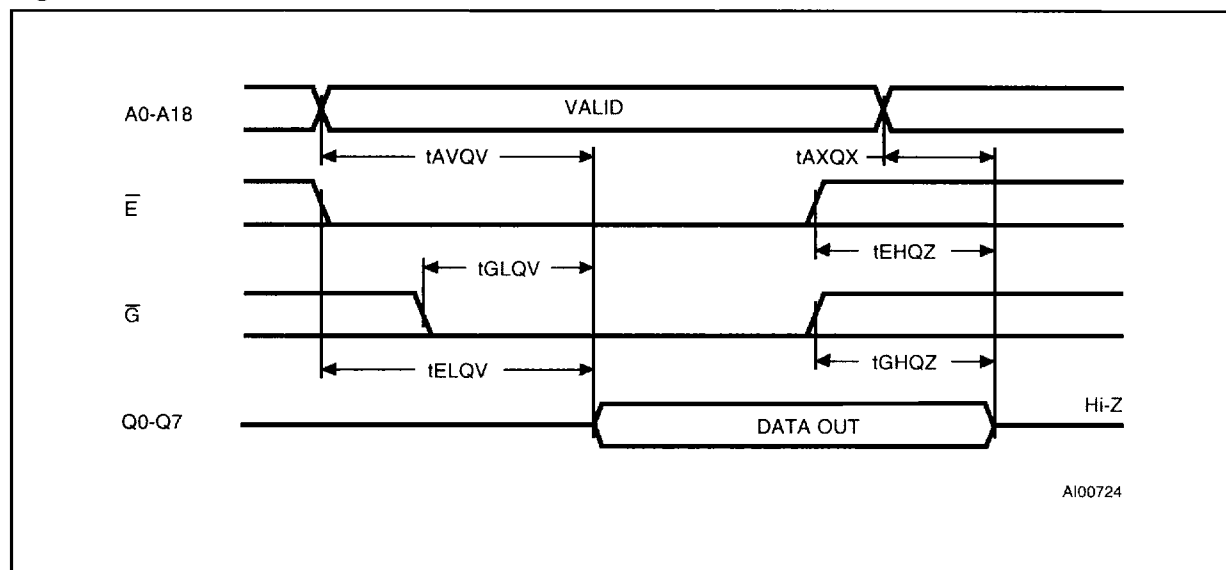 A0-A18
VALID
tAVQV
tAXQX
E̅
tEHQZ
tGLQV
G̅
tELQV
tGHQZ
Q0-Q7
DATA OUT
Hi-Z
AI00724